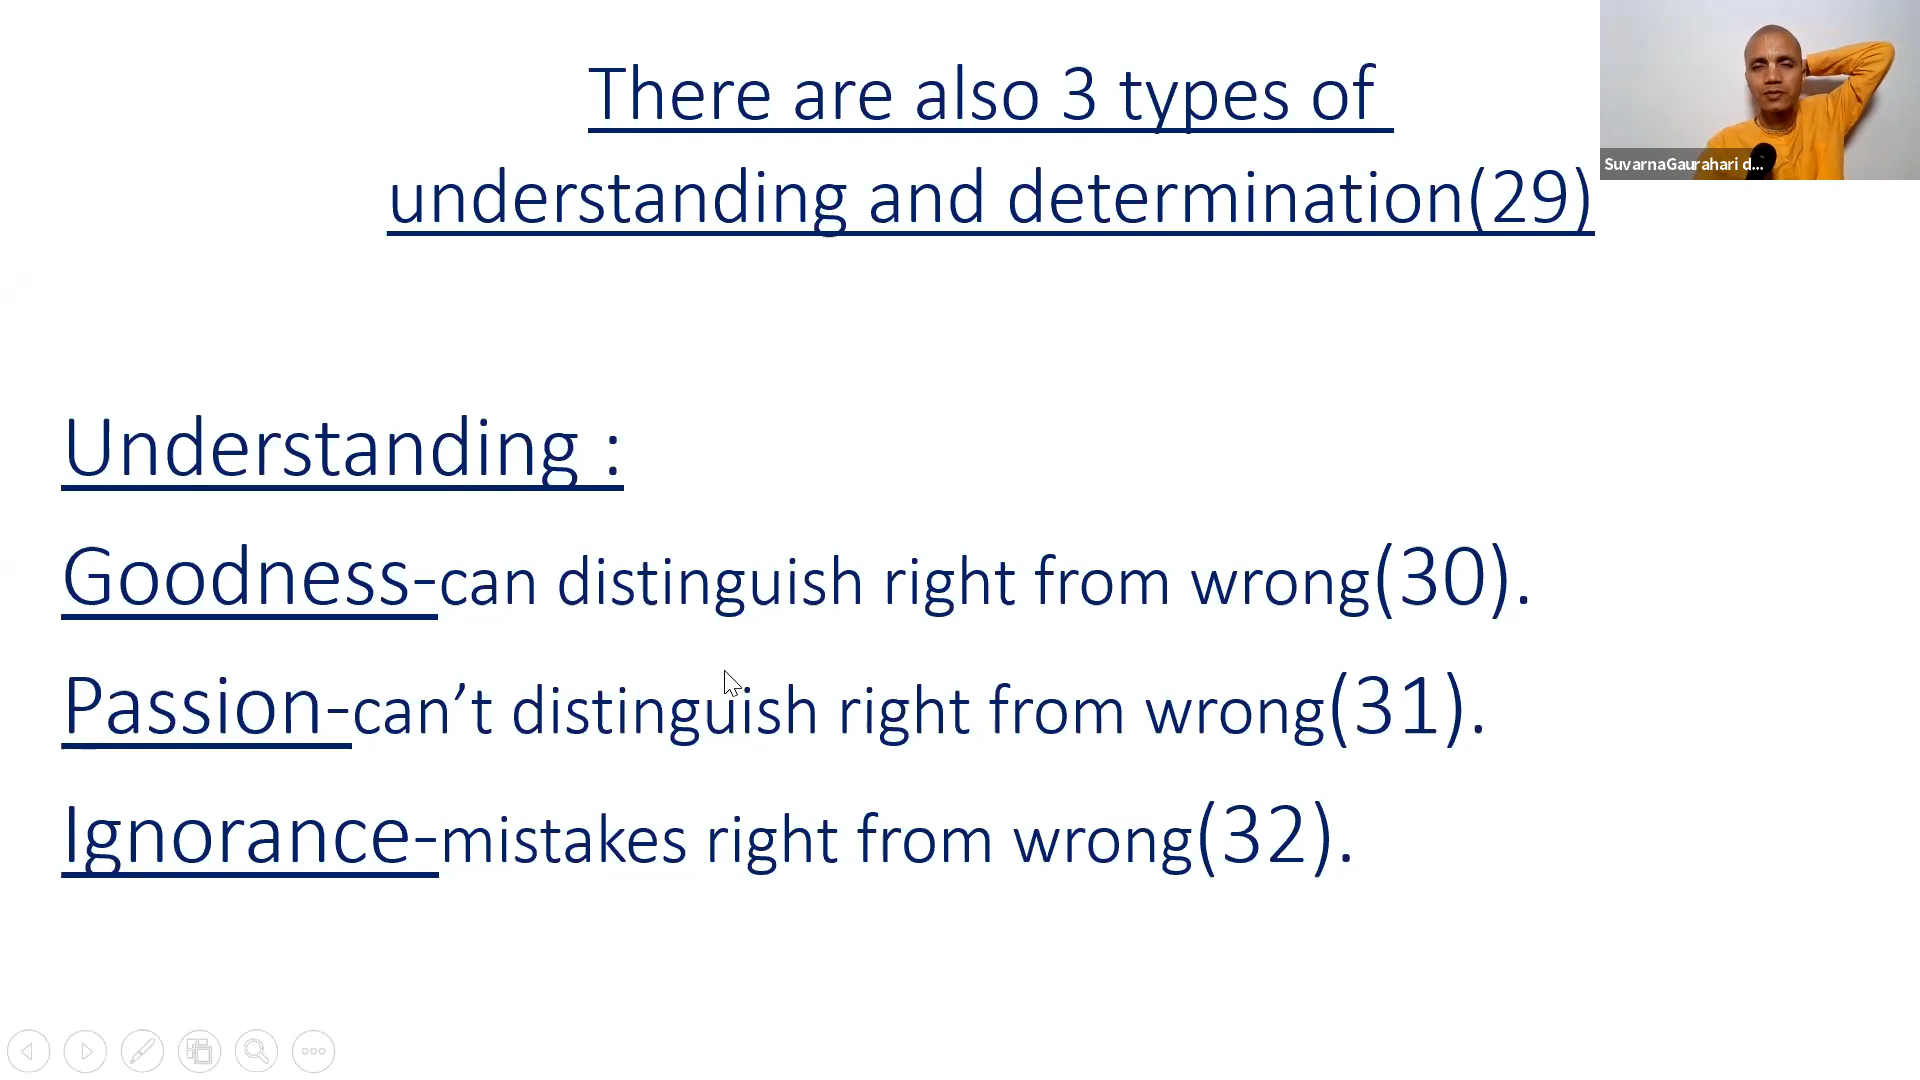 There are also 3 types of
understanding and determination(29)
SuvarnaGaurahari d...
Understanding :
Goodness-can distinguish right from wrong(30).
Passion-can’t distinguish right from wrong(31).
Ignorance-mistakes right from wrong(32).